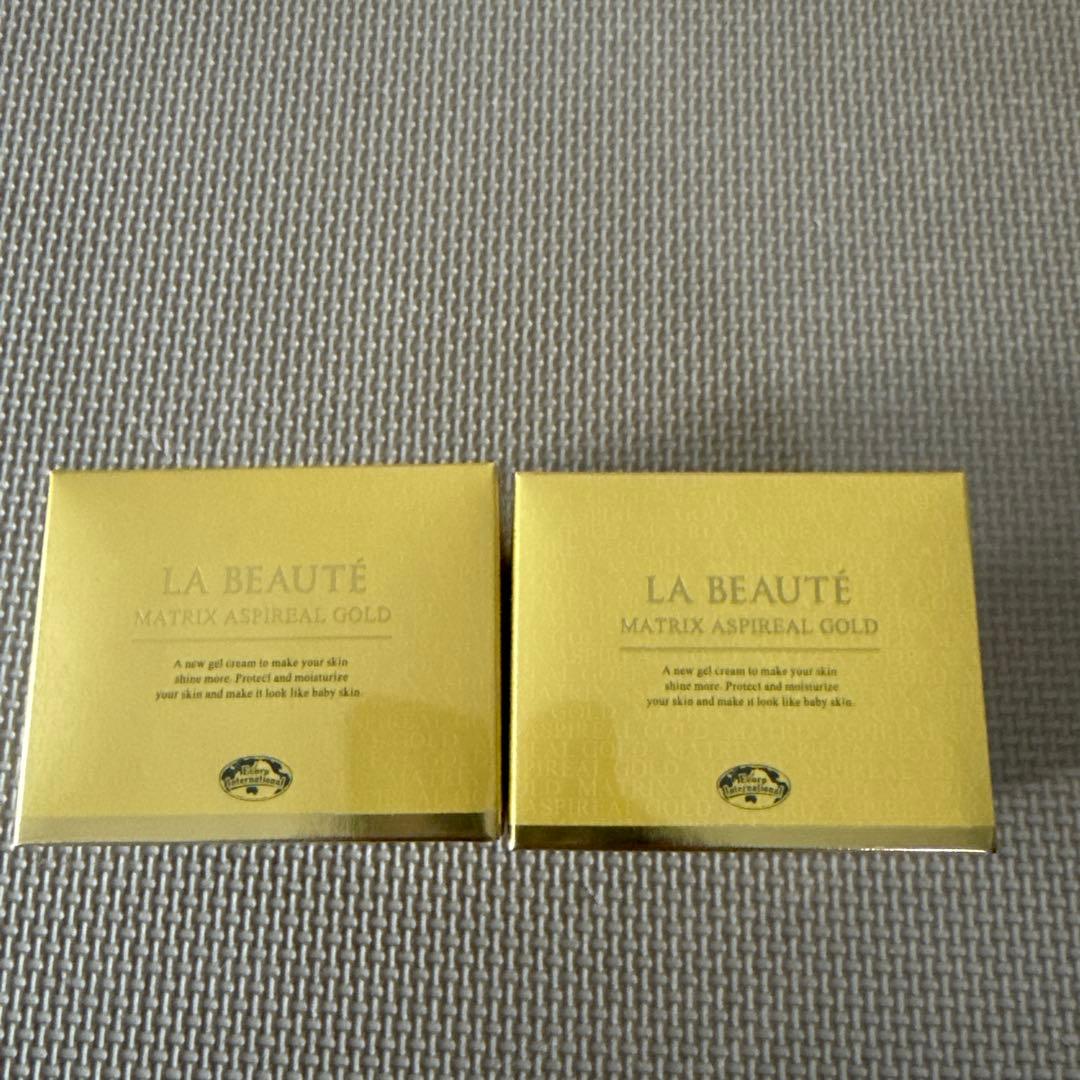 LA BEAUTÉ
MATRIX ASPIREAL GOLD
A new gel cream to make your skin
shine more. Protect and moisturize
your skin and make it look like baby skin.
International
LA BEAUTÉ
MATRIX ASPIREAL GOLD
A new gel cream to make your skin
shine more. Protect and moisturize
your skin and make it look like baby skin.
International